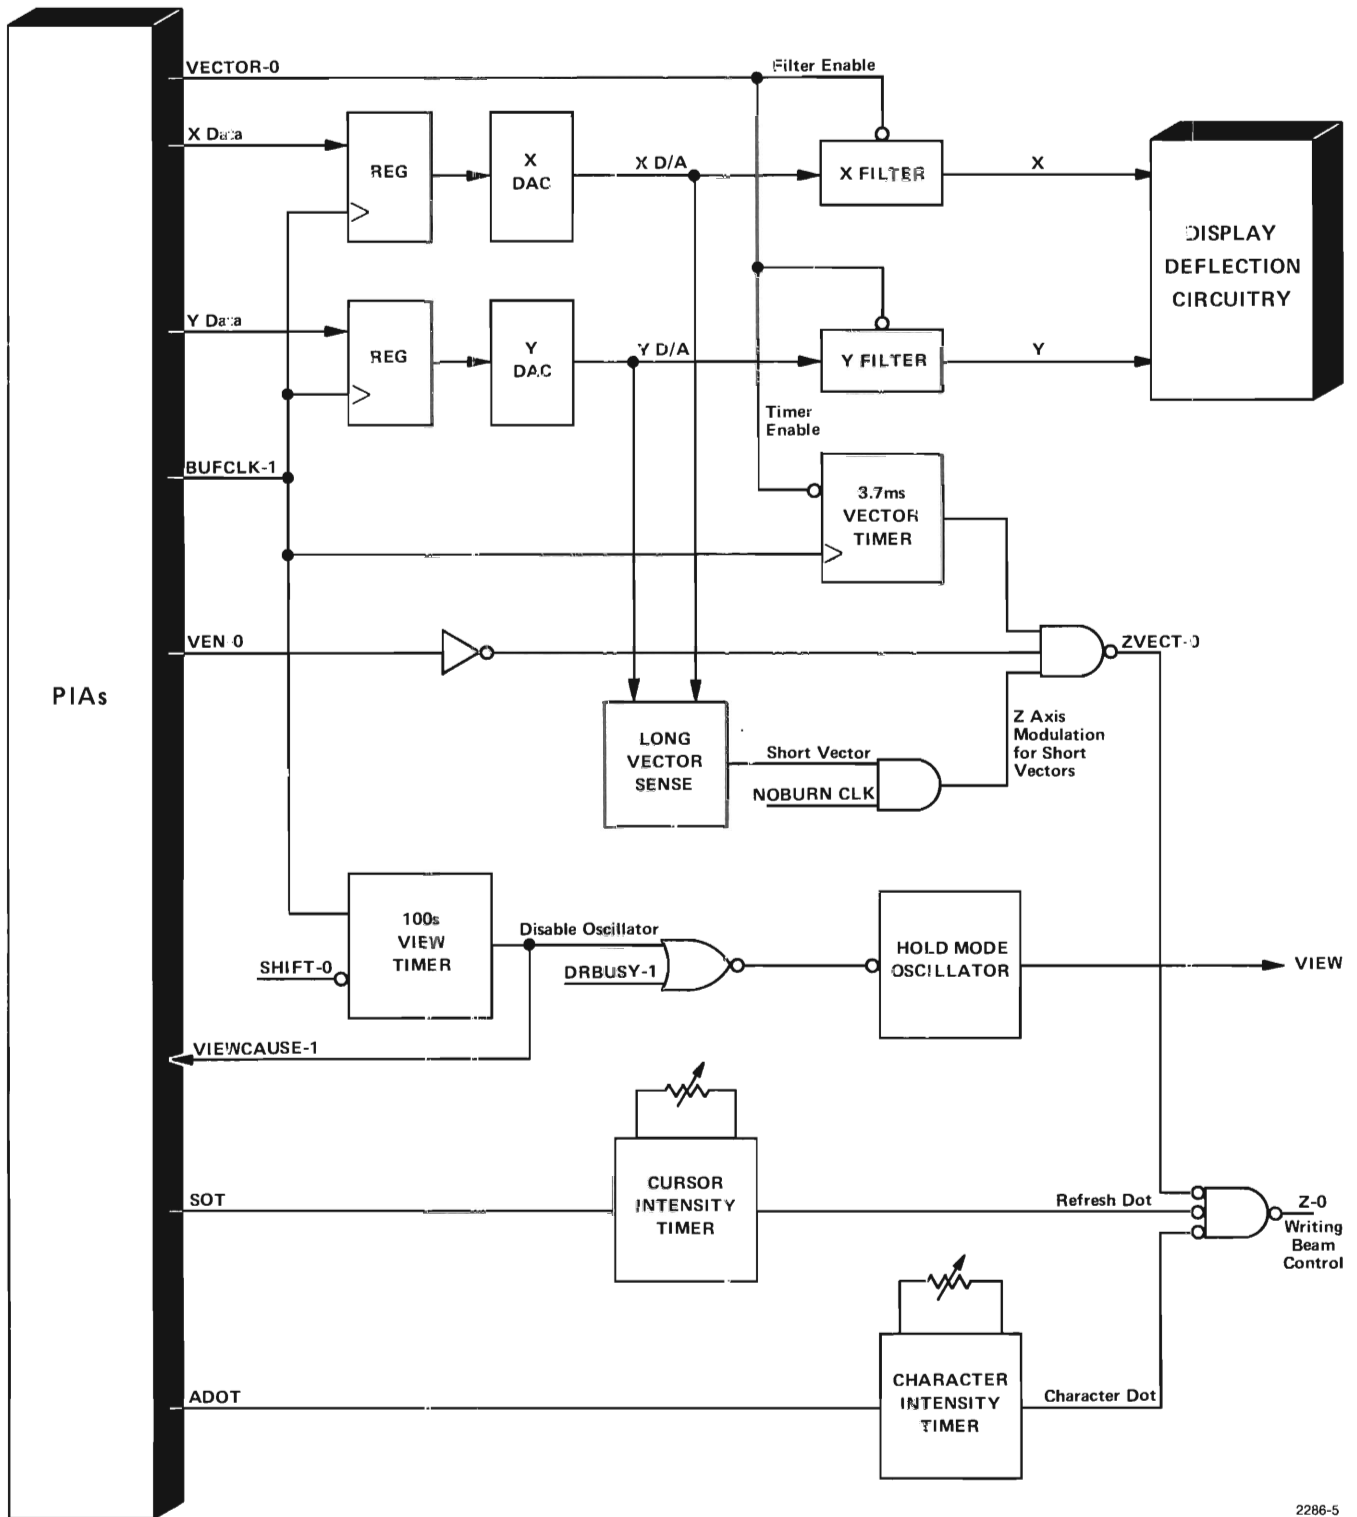 VECTOR-0
Filter Enable
X Data
REG
X
DAC
X D/A
X FILTER
X
DISPLAY
DEFLECTION
CIRCUITRY
Y Data
REG
Y
DAC
Y D/A
Y FILTER
Y
Timer
Enable
BUFCLK-1
3.7ms
VECTOR
TIMER
VEN-0
ZVECT-0
PIAs
LONG
VECTOR
SENSE
Short Vector
NOBURN CLK
Z Axis
Modulation
for Short
Vectors
100s
VIEW
TIMER
SHIFT-0
Disable Oscillator
DRBUSY-1
HOLD MODE
OSCILLATOR
VIEW
VIEWCAUSE-1
SOT
CURSOR
INTENSITY
TIMER
Refresh Dot
Z-0
Writing
Beam
Control
ADOT
CHARACTER
INTENSITY
TIMER
Character Dot
2286-5